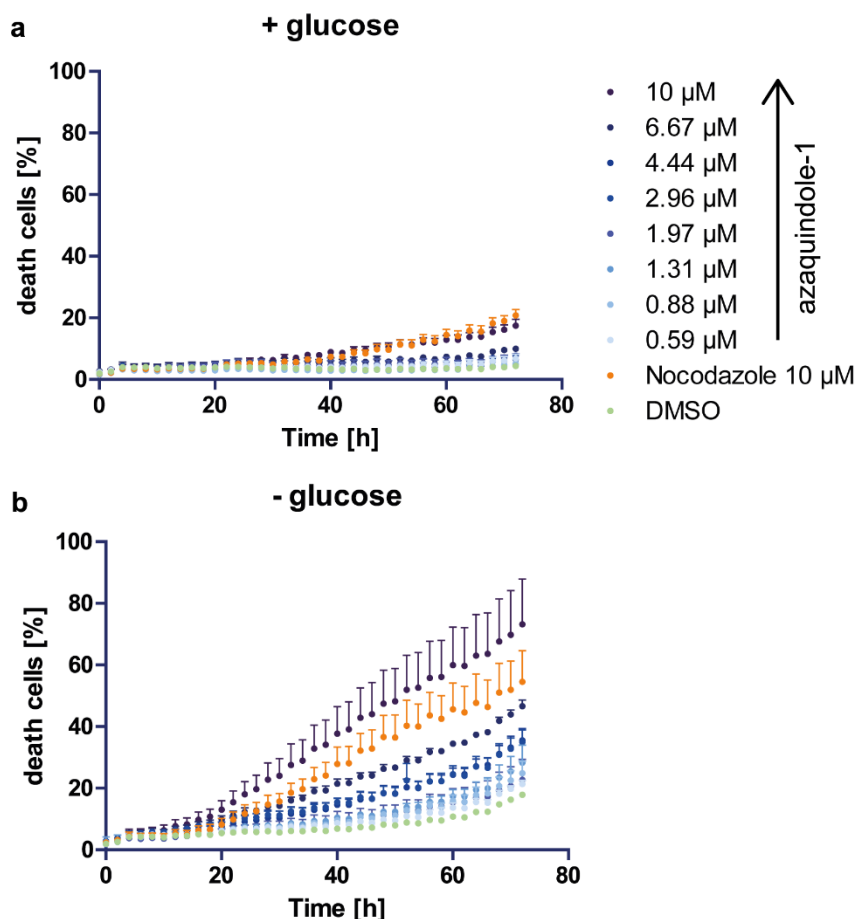 a
+ glucose
death cells [%]
100
80
60
40
20
0
0 20 40 60 80
Time [h]
10 µM
6.67 µM
4.44 µM
2.96 µM
1.97 µM
1.31 µM
0.88 µM
0.59 µM
Nocodazole 10 µM
DMSO
azaquindole-1
b
- glucose
death cells [%]
100
80
60
40
20
0
0 20 40 60 80
Time [h]